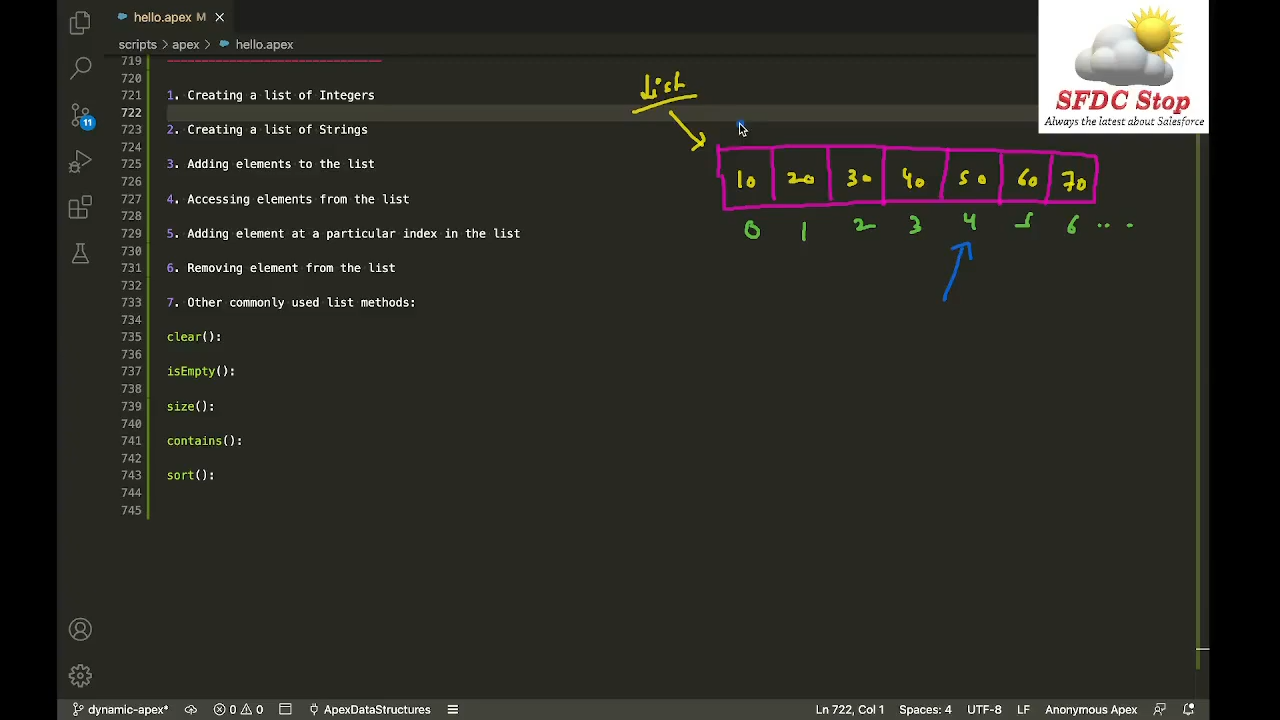 hello.apex M
scripts > apex > hello.apex
SFDC Stop
Always the latest about Salesforce
719
720
721 1. Creating a list of Integers
722
723 2. Creating a list of Strings
724
725 3. Adding elements to the list
726
727 4. Accessing elements from the list
728
729 5. Adding element at a particular index in the list
730
731 6. Removing element from the list
732
733 7. Other commonly used list methods:
734
735 clear():
736
737 isEmpty():
738
739 size():
740
741 contains():
742
743 sort():
744
745
List
10 20 30 40 50 60 70
0 1 2 3 4 5 6 . . .
11
dynamic-apex* 0 0 ApexDataStructures Ln 722, Col 1 Spaces: 4 UTF-8 LF Anonymous Apex